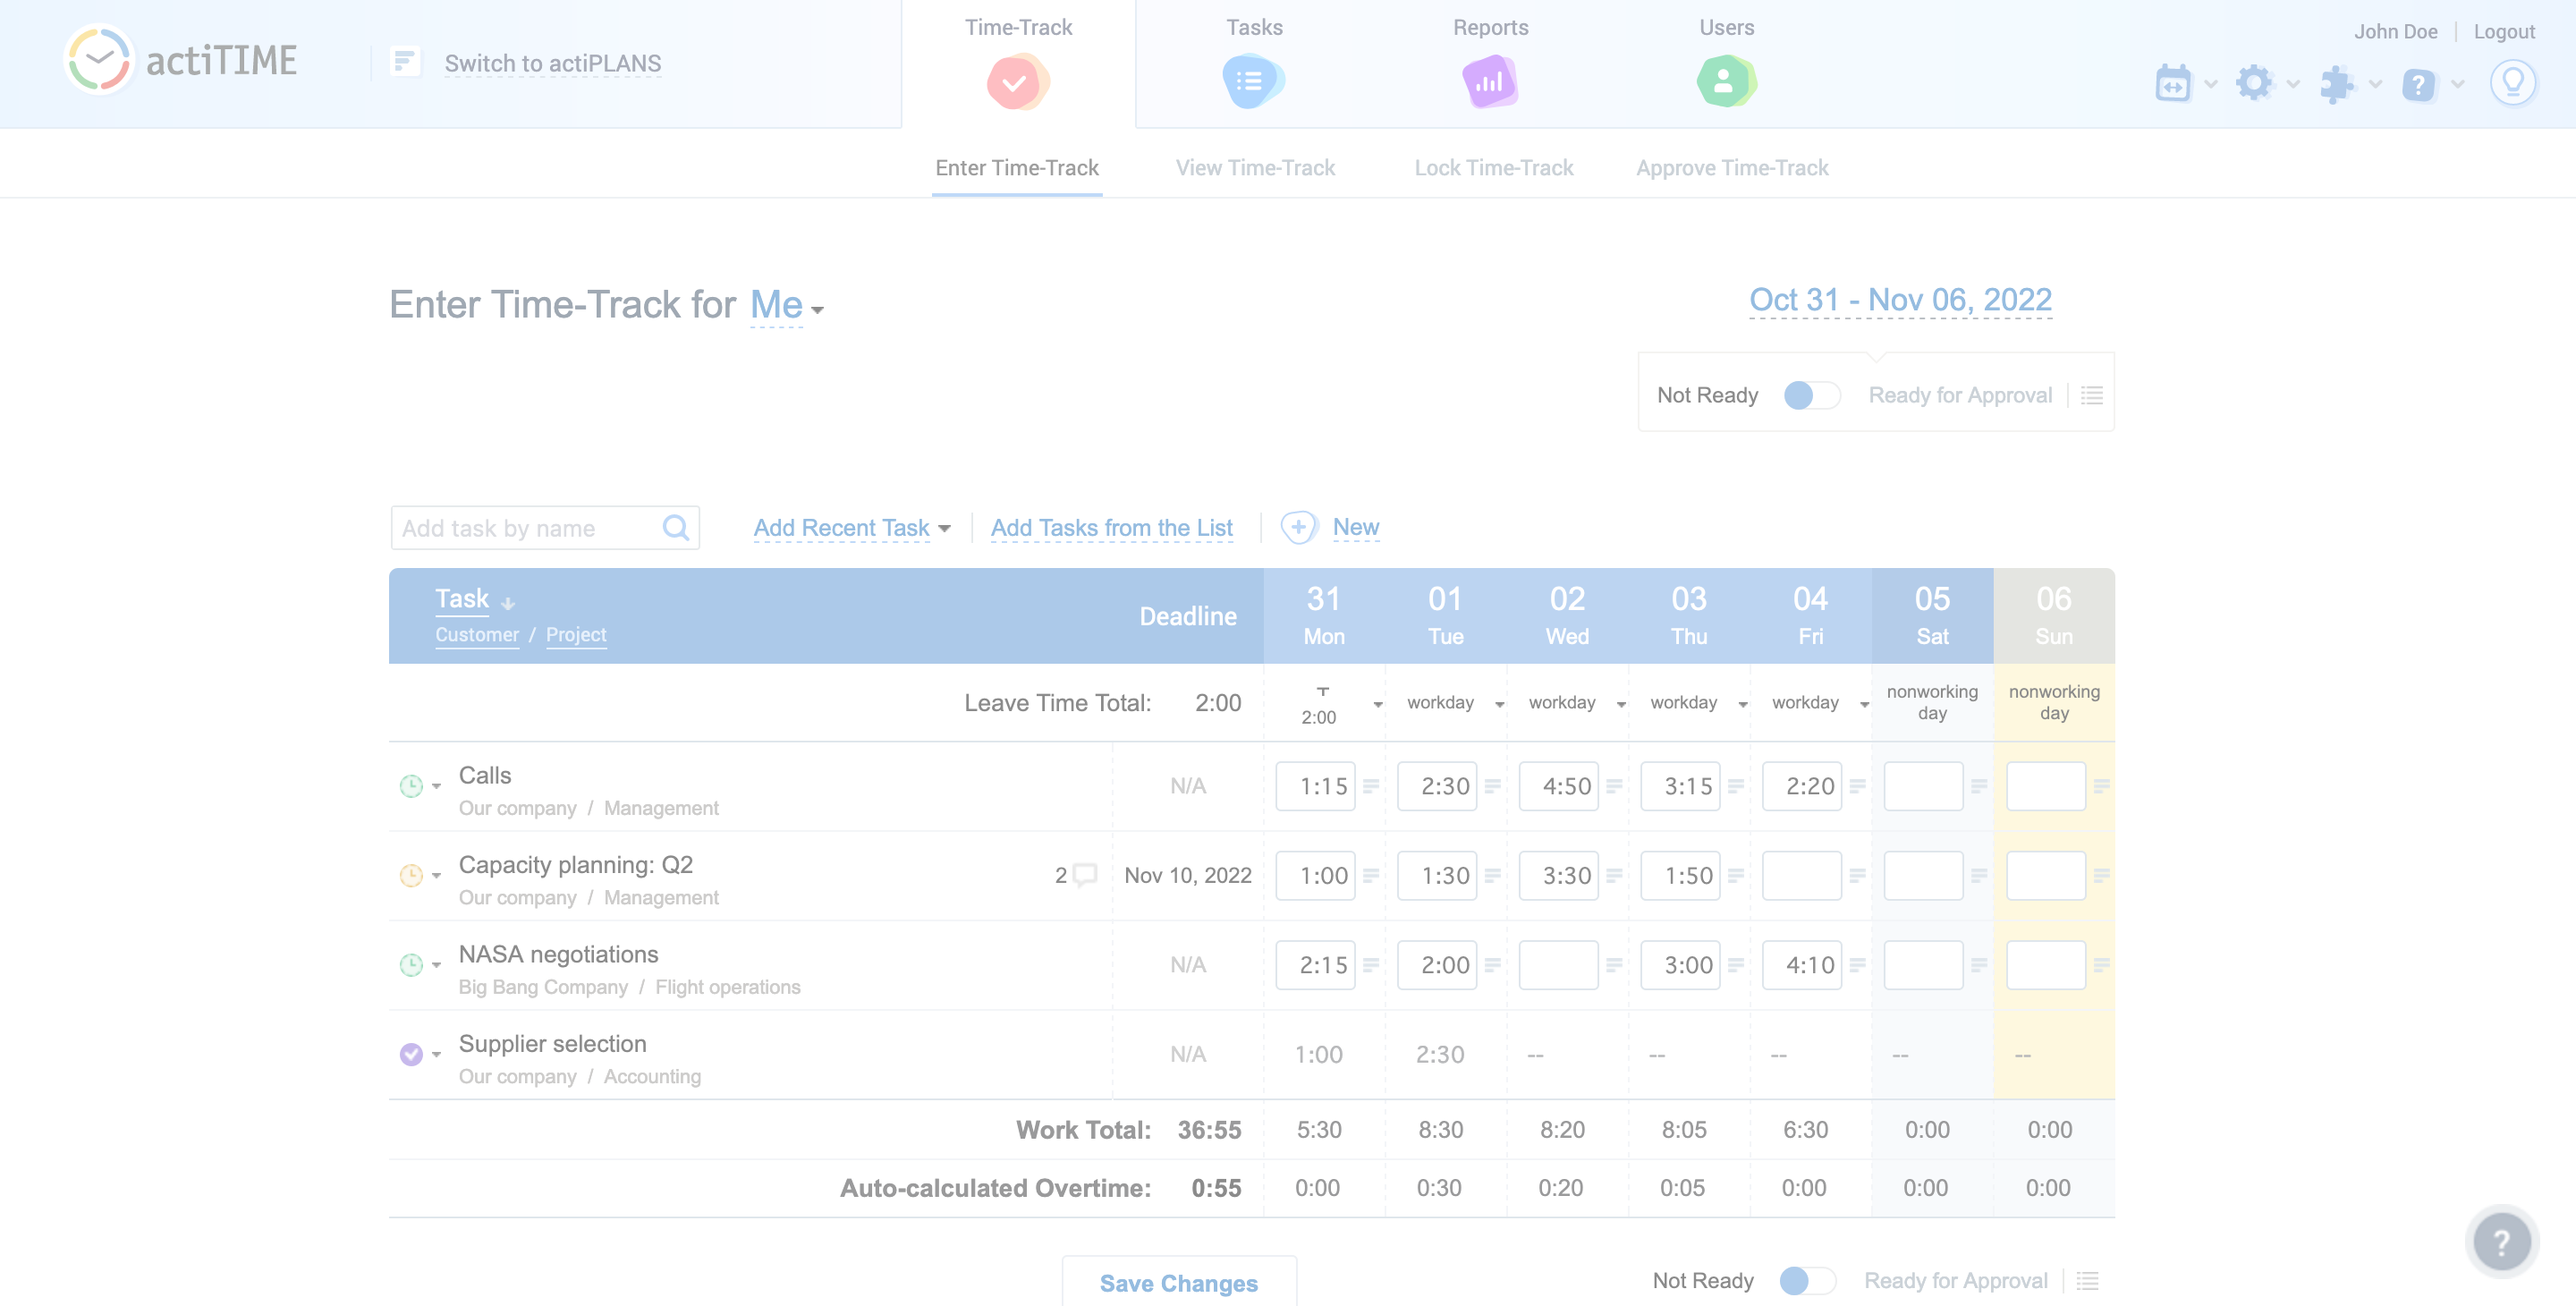 actiTIME
Switch to actiPLANS
Time-Track
Tasks
Reports
Users
John Doe
Logout
Enter Time-Track
View Time-Track
Lock Time-Track
Approve Time-Track
Enter Time-Track for Me
Oct 31 - Nov 06, 2022
Not Ready
Ready for Approval
Add task by name
Add Recent Task
Add Tasks from the List
New
Task
Customer / Project
Deadline
31 01 02 03 04 05 06
Mon Tue Wed Thu Fri Sat Sun
Leave Time Total: 2:00
2:00
workday
workday
workday
workday
nonworking
day
nonworking
day
Calls
Our company / Management
N/A 1:15 2:30 4:50 3:15 2:20
Capacity planning: Q2
Our company / Management
2 Nov 10, 2022 1:00 1:30 3:30 1:50
NASA negotiations
Big Bang Company / Flight operations
N/A 2:15 2:00 3:00 4:10
Supplier selection
Our company / Accounting
N/A 1:00 2:30 -- -- -- -- --
Work Total: 36:55 5:30 8:30 8:20 8:05 6:30 0:00 0:00
Auto-calculated Overtime: 0:55 0:00 0:30 0:20 0:05 0:00 0:00 0:00
Save Changes
Not Ready
Ready for Approval
?